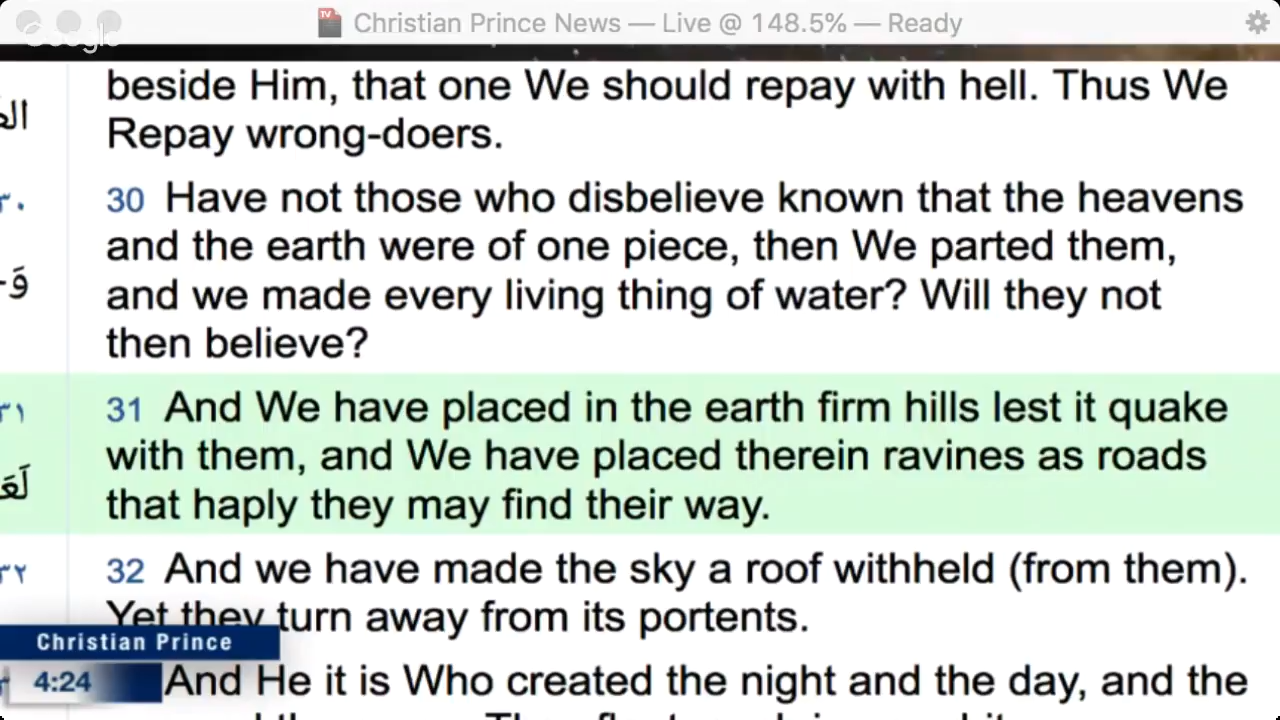 Christian Prince News — Live @ 148.5% — Ready
Google
beside Him, that one We should repay with hell. Thus We
Repay wrong-doers.
٣٠
30 Have not those who disbelieve known that the heavens
and the earth were of one piece, then We parted them,
and we made every living thing of water? Will they not
then believe?
٣١
31 And We have placed in the earth firm hills lest it quake
with them, and We have placed therein ravines as roads
that haply they may find their way.
٣٢
32 And we have made the sky a roof withheld (from them).
Yet they turn away from its portents.
Christian Prince
4:24
And He it is Who created the night and the day, and the